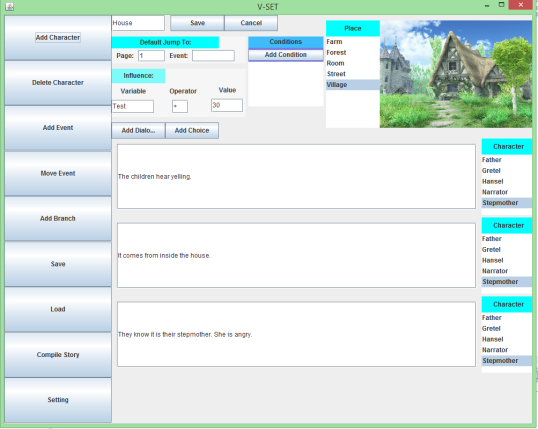 V-SET
Add Character
Delete Character
Add Event
Move Event
Add Branch
Save
Load
Compile Story
Setting
House Save Cancel
Default Jump To:
Page: 1 Event:
Influence:
Variable Operator Value
Test + 30
Conditions
Add Condition
Place
Farm
Forest
Room
Street
Village
Add Dialo... Add Choice
The children hear yelling.
Character
Father
Gretel
Hansel
Narrator
Stepmother
It comes from inside the house.
Character
Father
Gretel
Hansel
Narrator
Stepmother
They know it is their stepmother. She is angry.
Character
Father
Gretel
Hansel
Narrator
Stepmother